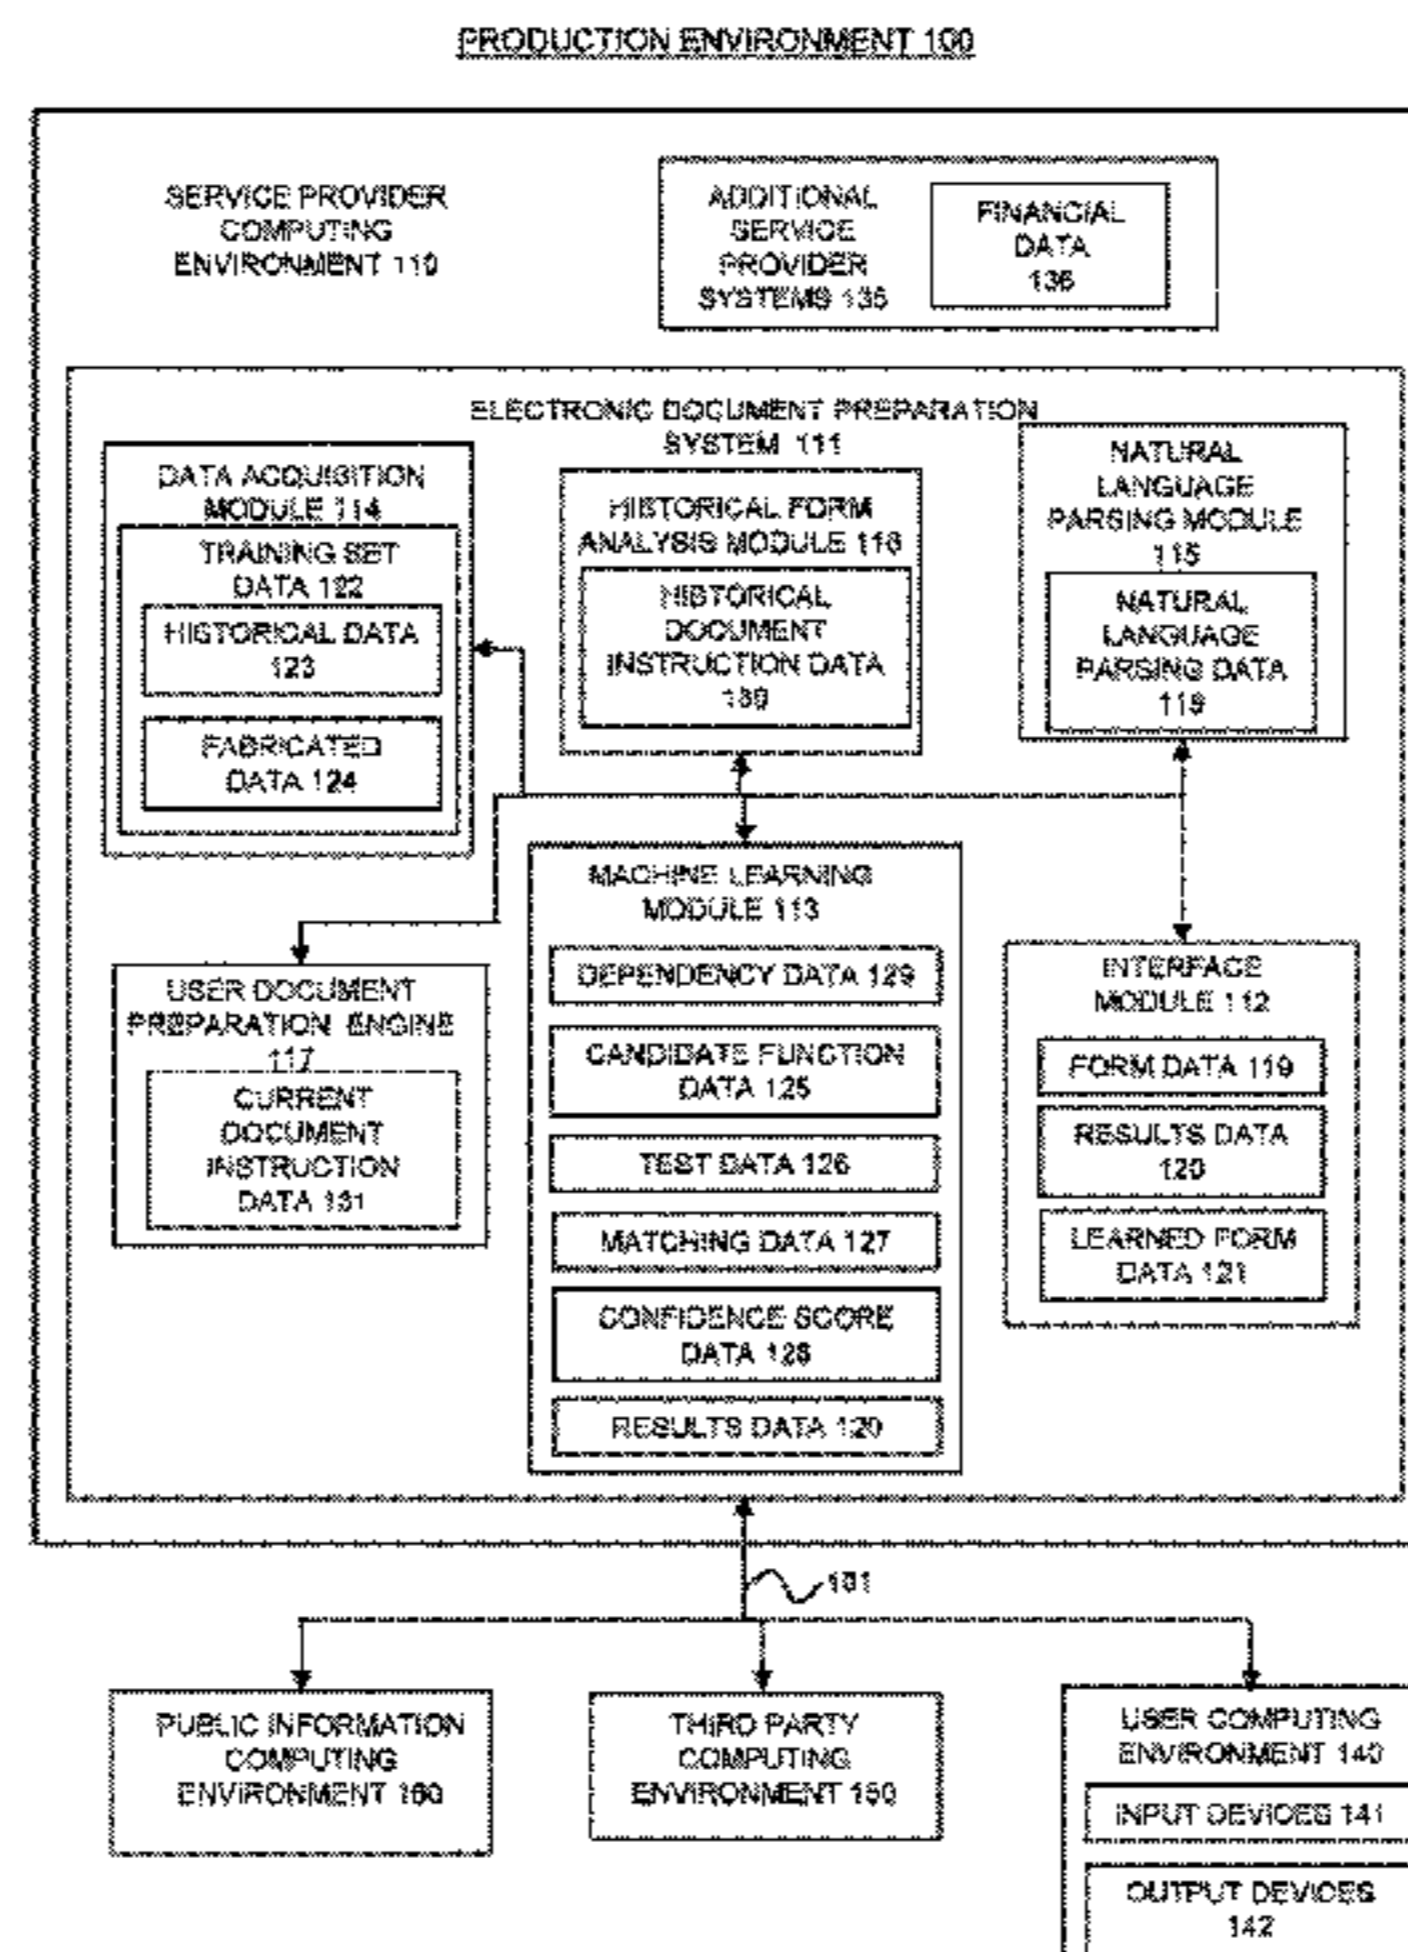 PRODUCTION ENVIRONMENT 100
SERVICE PROVIDER
COMPUTING
ENVIRONMENT 110
ADDITIONAL
SERVICE
PROVIDER
SYSTEMS 135
FINANCIAL
DATA
136
ELECTRONIC DOCUMENT PREPARATION
SYSTEM 111
DATA ACQUISITION
MODULE 114
TRAINING SET
DATA 122
HISTORICAL DATA
123
FABRICATED
DATA 124
HISTORICAL FORM
ANALYSIS MODULE 116
HISTORICAL
DOCUMENT
INSTRUCTION DATA
130
NATURAL
LANGUAGE
PARSING MODULE
115
NATURAL
LANGUAGE
PARSING DATA
118
USER DOCUMENT
PREPARATION ENGINE
117
CURRENT
DOCUMENT
INSTRUCTION
DATA 131
MACHINE LEARNING
MODULE 113
DEPENDENCY DATA 129
CANDIDATE FUNCTION
DATA 125
TEST DATA 126
MATCHING DATA 127
CONFIDENCE SCORE
DATA 128
RESULTS DATA 120
INTERFACE
MODULE 112
FORM DATA 119
RESULTS DATA
120
LEARNED FORM
DATA 121
101
PUBLIC INFORMATION
COMPUTING
ENVIRONMENT 160
THIRD PARTY
COMPUTING
ENVIRONMENT 150
USER COMPUTING
ENVIRONMENT 140
INPUT DEVICES 141
OUTPUT DEVICES
142